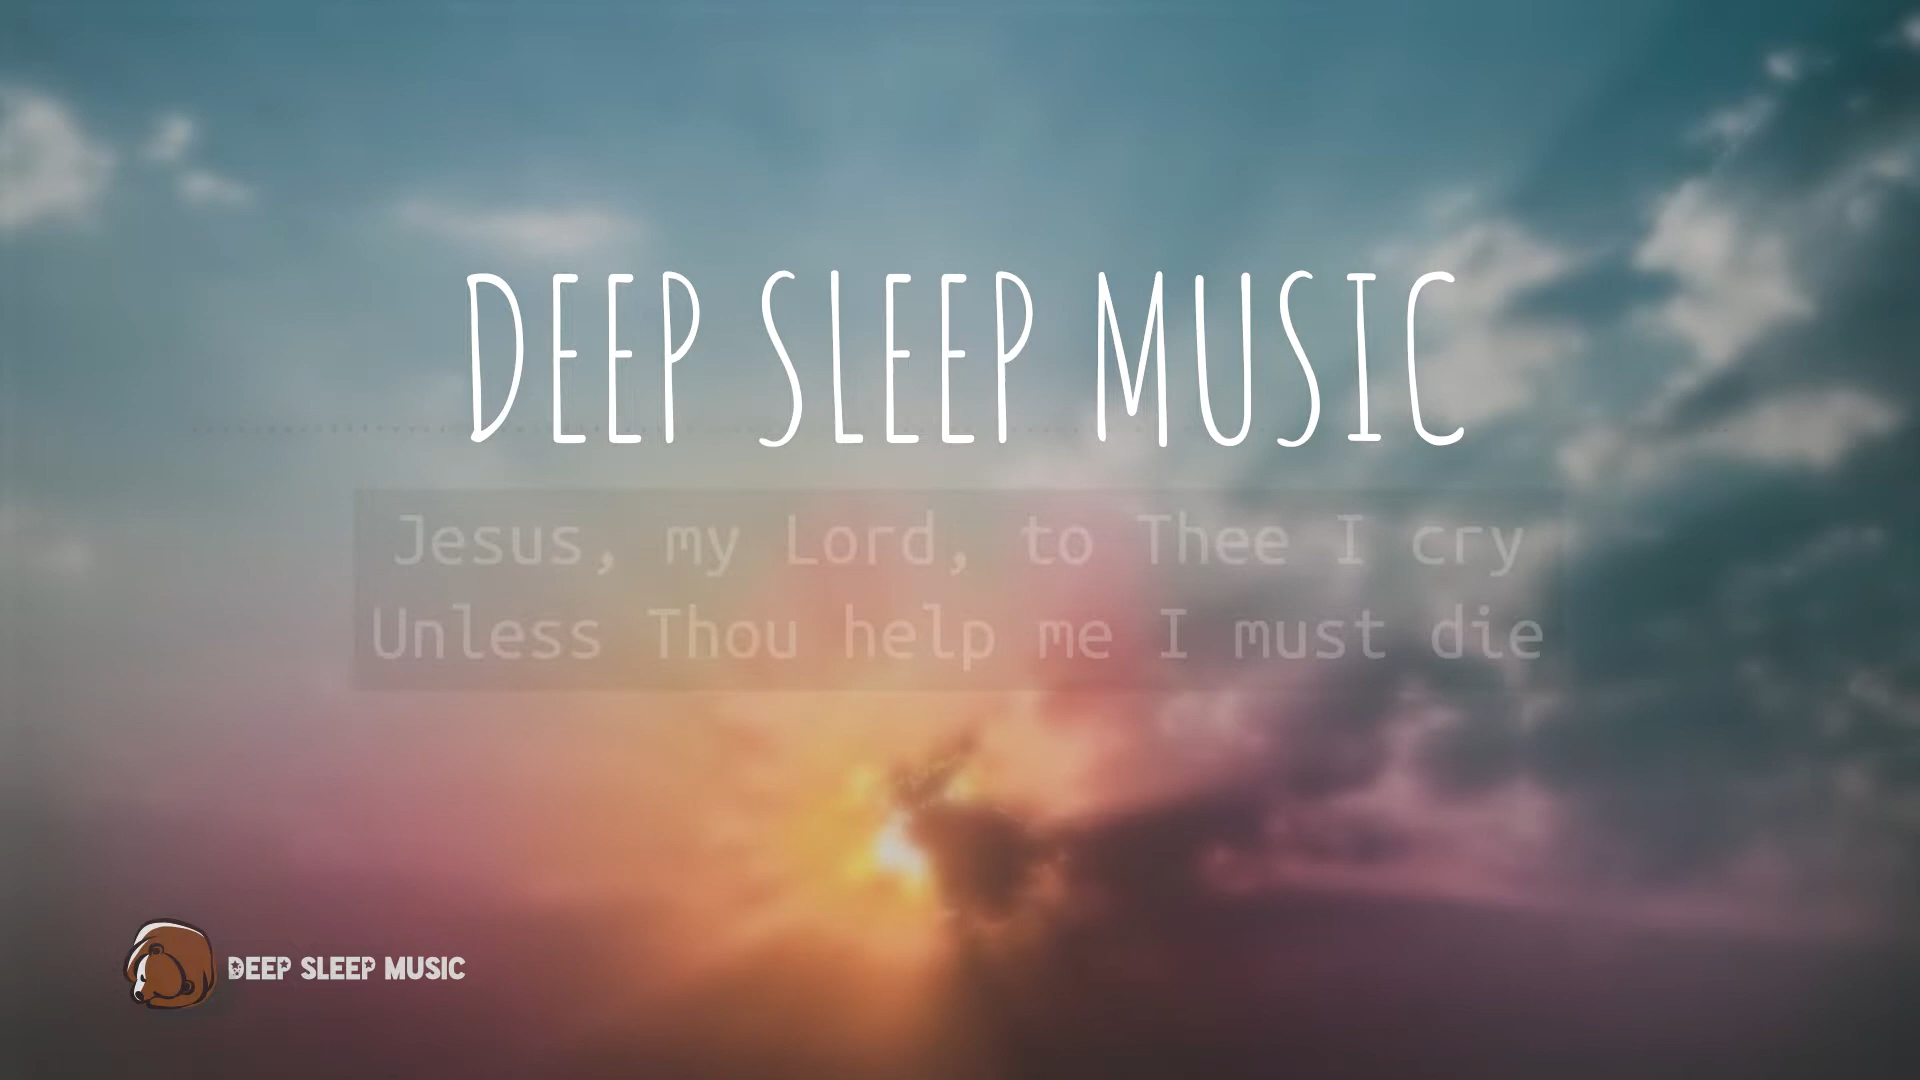 DEEP SLEEP MUSIC
Jesus, my Lord, to Thee I cry
Unless Thou help me I must die
DEEP SLEEP MUSIC